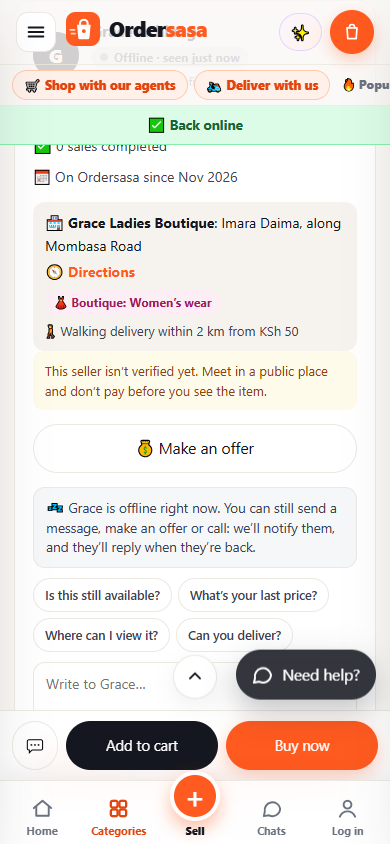 Ordersasa
G
Offline · seen just now
Shop with our agents
Deliver with us
Popu
Back online
0 sales completed
On Ordersasa since Nov 2026
Grace Ladies Boutique: Imara Daima, along
Mombasa Road
Directions
Boutique: Women's wear
Walking delivery within 2 km from KSh 50
This seller isn't verified yet. Meet in a public place
and don't pay before you see the item.
Make an offer
Grace is offline right now. You can still send a
message, make an offer or call: we'll notify them,
and they'll reply when they're back.
Is this still available?
What's your last price?
Where can I view it?
Can you deliver?
Write to Grace...
Need help?
Add to cart
Buy now
Home
Categories
Sell
Chats
Log in